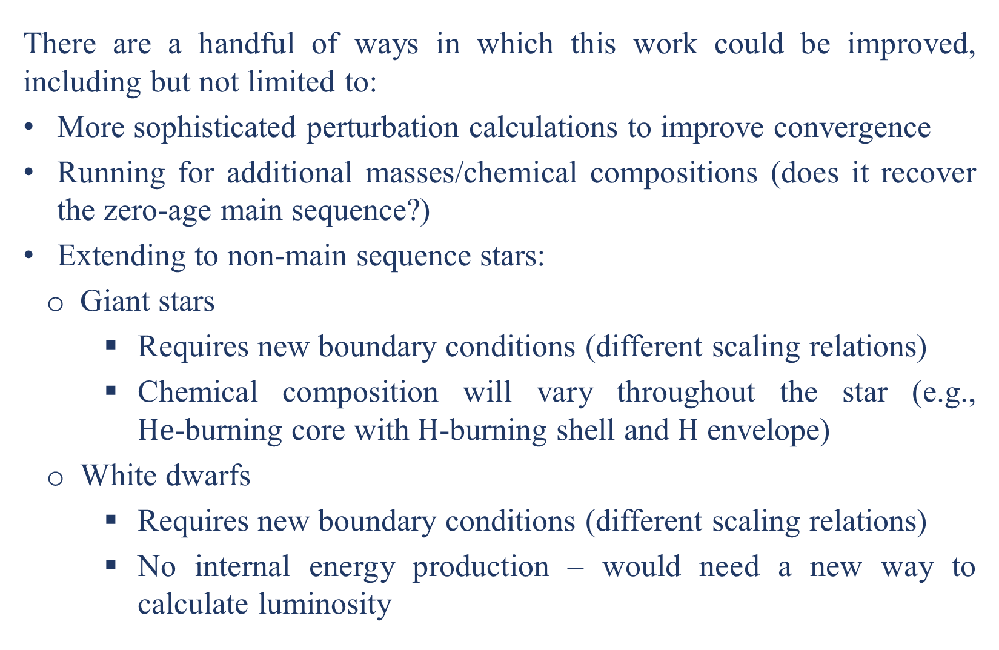 There are a handful of ways in which this work could be improved,
including but not limited to:
• More sophisticated perturbation calculations to improve convergence
• Running for additional masses/chemical compositions (does it recover
the zero-age main sequence?)
• Extending to non-main sequence stars:
o Giant stars
▪ Requires new boundary conditions (different scaling relations)
▪ Chemical composition will vary throughout the star (e.g.,
He-burning core with H-burning shell and H envelope)
o White dwarfs
▪ Requires new boundary conditions (different scaling relations)
▪ No internal energy production – would need a new way to
calculate luminosity